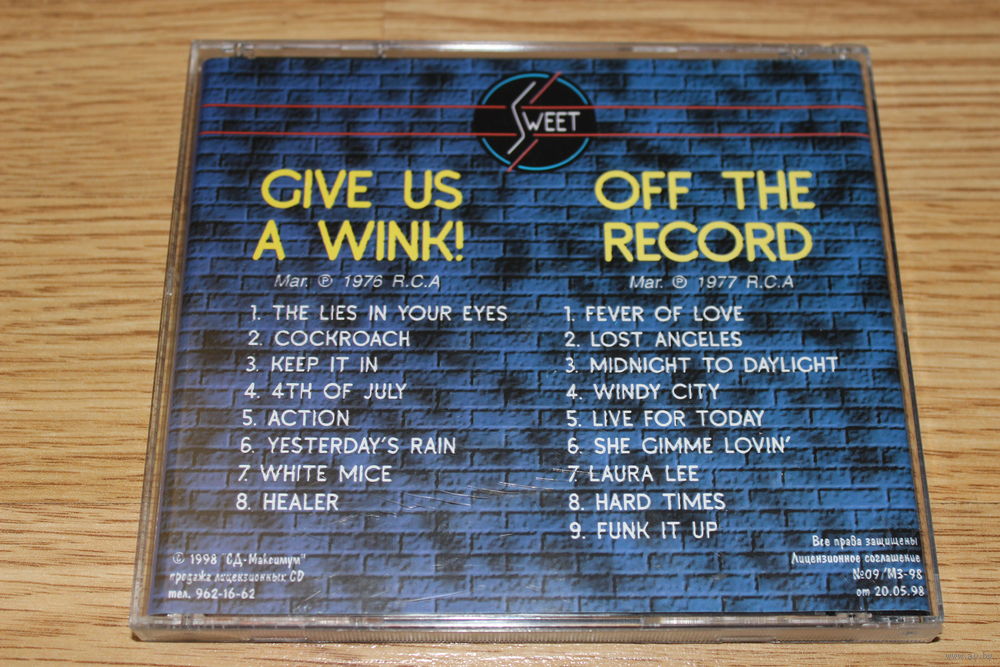 SWEET
GIVE US
A WINK!
Mar. ℗ 1976 R.C.A
1. THE LIES IN YOUR EYES
2. COCKROACH
3. KEEP IT IN
4. 4TH OF JULY
5. ACTION
6. YESTERDAY'S RAIN
7. WHITE MICE
8. HEALER
OFF THE
RECORD
Mar. ℗ 1977 R.C.A
1. FEVER OF LOVE
2. LOST ANGELES
3. MIDNIGHT TO DAYLIGHT
4. WINDY CITY
5. LIVE FOR TODAY
6. SHE GIMME LOVIN'
7. LAURA LEE
8. HARD TIMES
9. FUNK IT UP
© 1998 "СД-Максимум"
продажа лицензионных CD
тел. 962-16-62
Все права защищены
Лицензионное соглашение
№09/МЗ-98
от 20.05.98